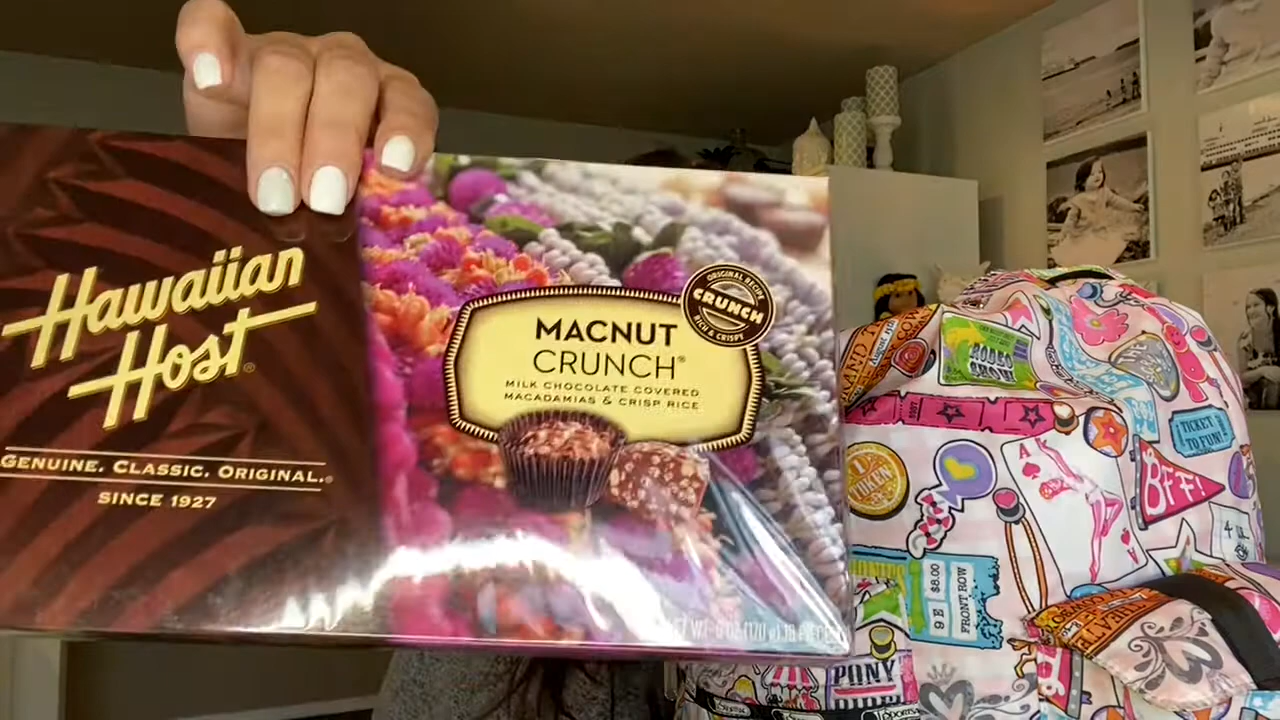 Hawaiian
Host®
GENUINE. CLASSIC. ORIGINAL.®
SINCE 1927
ORIGINAL RECIPE
CRUNCH
RICH & CRISPY
MACNUT
CRUNCH®
MILK CHOCOLATE COVERED
MACADAMIAS & CRISP RICE
RODEO
SHOW
TICKET
TO FUN!
BFF!
A
A
9 E
$8.00
FRONT ROW
PONY